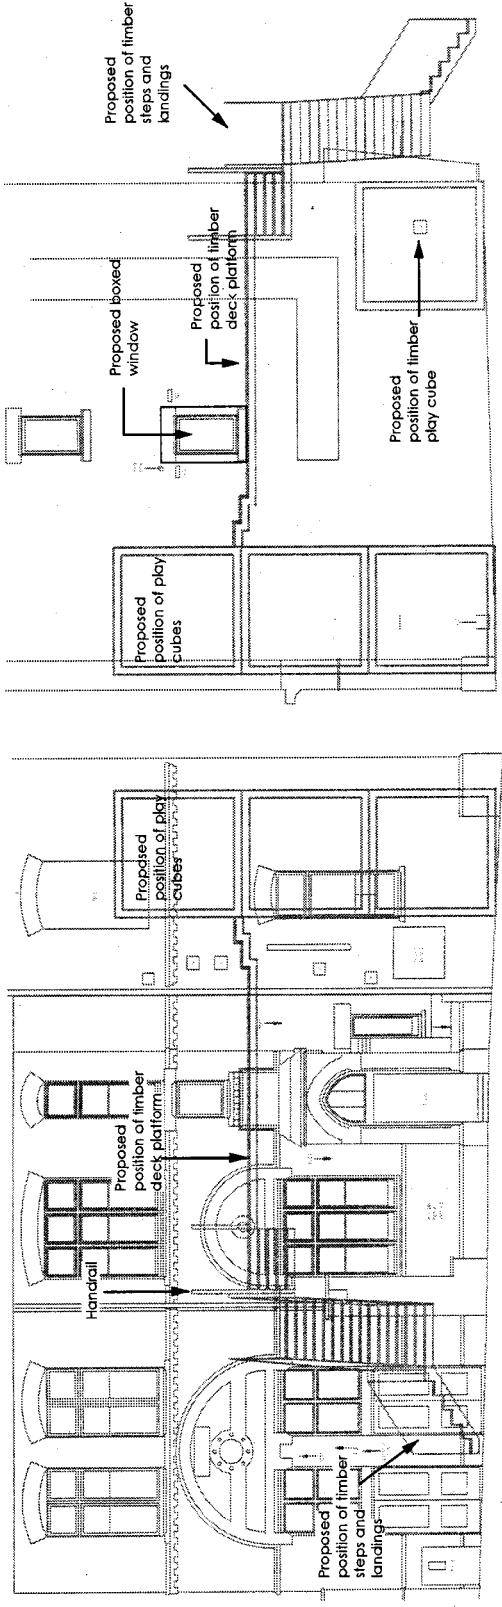 Handrail
Proposed
position of timber
deck platform
Proposed
position of play
cubes
Proposed
position of timber
steps and
landings
Proposed
position of play
cubes
Proposed boxed
window
Proposed
position of timber
deck platform
Proposed
position of timber
steps and
landings
Proposed
position of timber
play cube